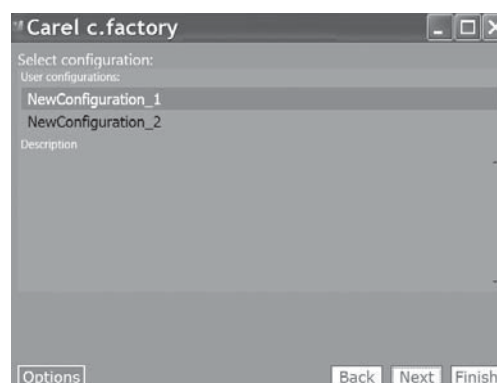 Carel c.factory
Select configuration:
User configurations:
NewConfiguration_1
NewConfiguration_2
Description
Options Back Next Finish